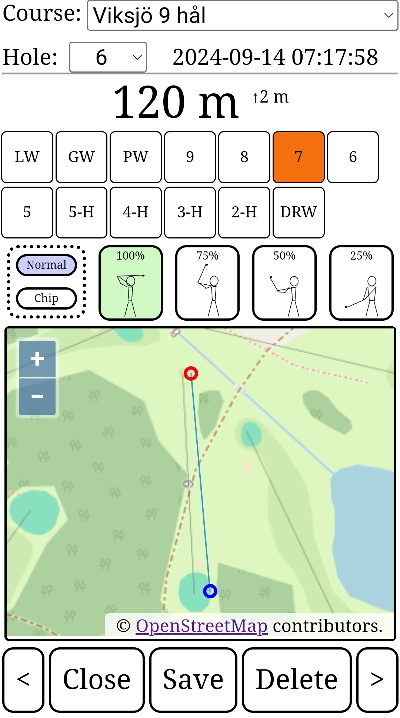 Course: Viksjö 9 hål
Hole: 6 2024-09-14 07:17:58
120 m ↑2 m
LW GW PW 9 8 7 6
5 5-H 4-H 3-H 2-H DRW
Normal
Chip
100% 75% 50% 25%
+
−
6
© OpenStreetMap contributors.
< Close Save Delete >